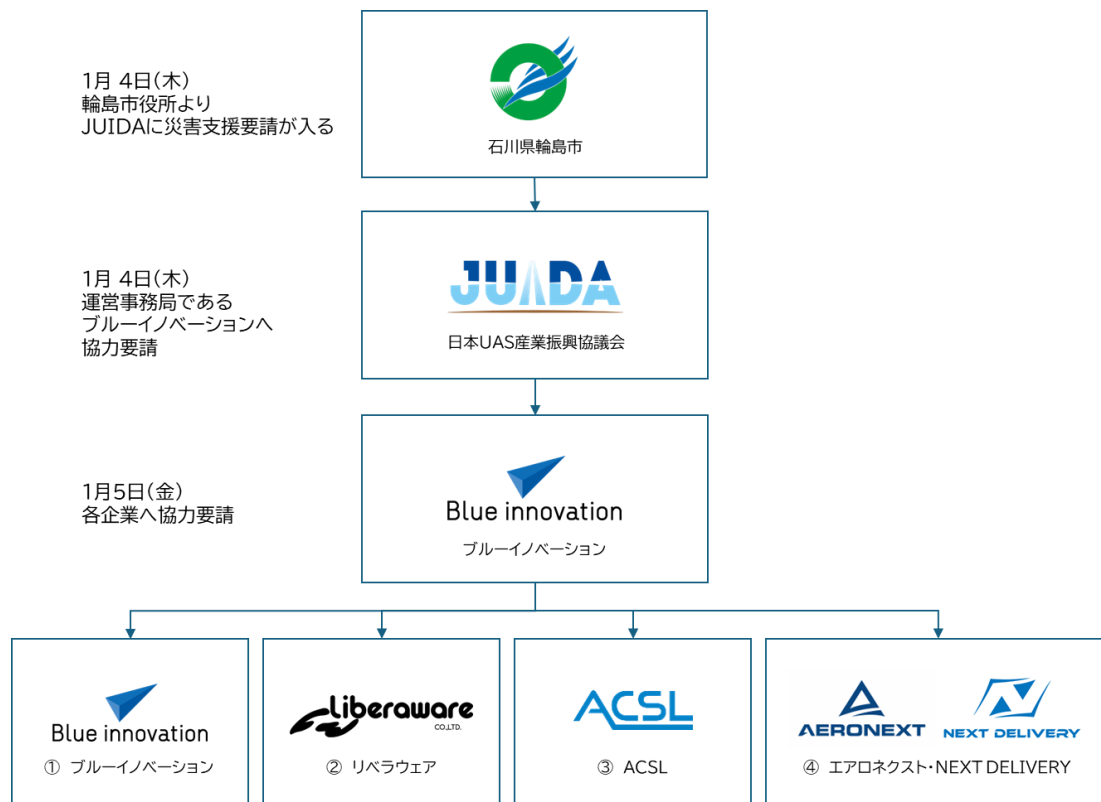 1月 4日(木)
輪島市役所より
JUIDAに災害支援要請が入る
石川県輪島市
1月 4日(木)
運営事務局である
ブルーイノベーションへ
協力要請
JUIDA
日本UAS産業振興協議会
1月5日(金)
各企業へ協力要請
Blue innovation
ブルーイノベーション
Blue innovation
① ブルーイノベーション
Liberaware
CO.,LTD.
② リベラウェア
ACSL
③ ACSL
AERONEXT
NEXT DELIVERY
④ エアロネクスト・NEXT DELIVERY